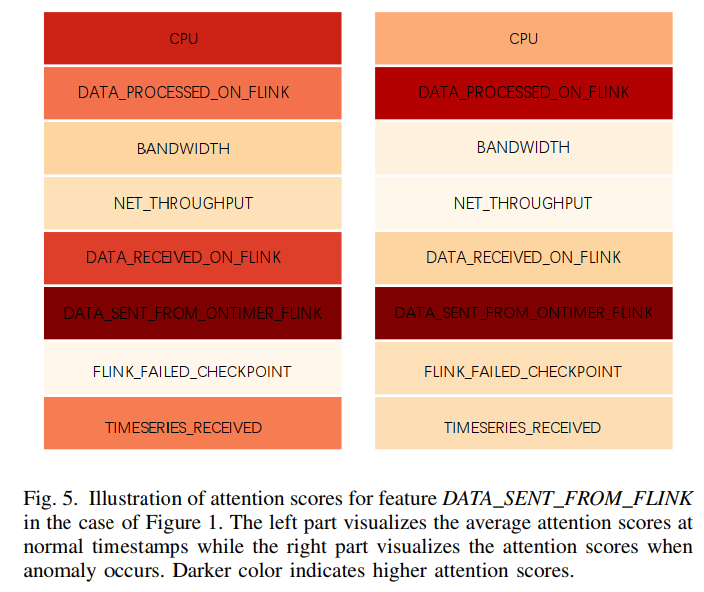 CPU
DATA_PROCESSED_ON_FLINK
BANDWIDTH
NET_THROUGHPUT
DATA_RECEIVED_ON_FLINK
DATA_SENT_FROM_ONTIMER_FLINK
FLINK_FAILED_CHECKPOINT
TIMESERIES_RECEIVED
CPU
DATA_PROCESSED_ON_FLINK
BANDWIDTH
NET_THROUGHPUT
DATA_RECEIVED_ON_FLINK
DATA_SENT_FROM_ONTIMER_FLINK
FLINK_FAILED_CHECKPOINT
TIMESERIES_RECEIVED
Fig. 5. Illustration of attention scores for feature DATA_SENT_FROM_FLINK
in the case of Figure 1. The left part visualizes the average attention scores at
normal timestamps while the right part visualizes the attention scores when
anomaly occurs. Darker color indicates higher attention scores.